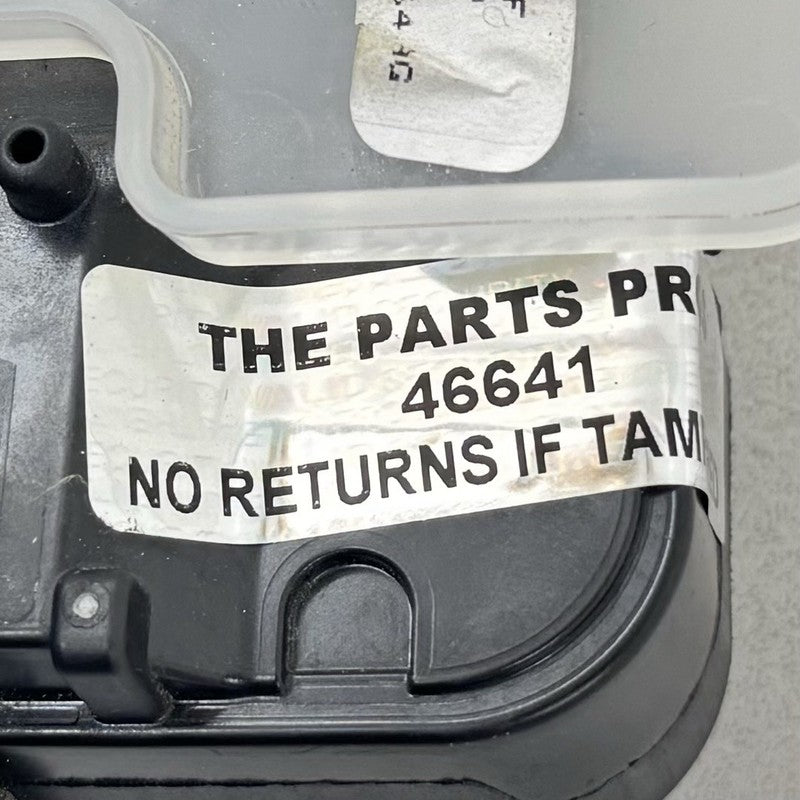 THE PARTS PR
46641
NO RETURNS IF TAM